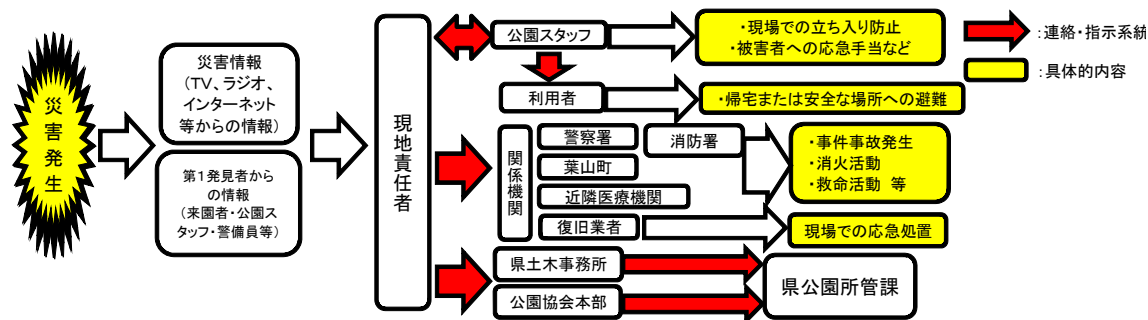 災害発生
災害情報
(TV、ラジオ、
インターネット
等からの情報)
第1発見者から
の情報
(来園者・公園ス
タッフ・警備員等)
現地責任者
公園スタッフ
・現場での立ち入り防止
・被害者への応急手当など
利用者
・帰宅または安全な場所への避難
関係機関
警察署
消防署
葉山町
近隣医療機関
復旧業者
・事件事故発生
・消火活動
・救命活動 等
現場での応急処置
県土木事務所
公園協会本部
県公園所管課
:連絡・指示系統
:具体的内容